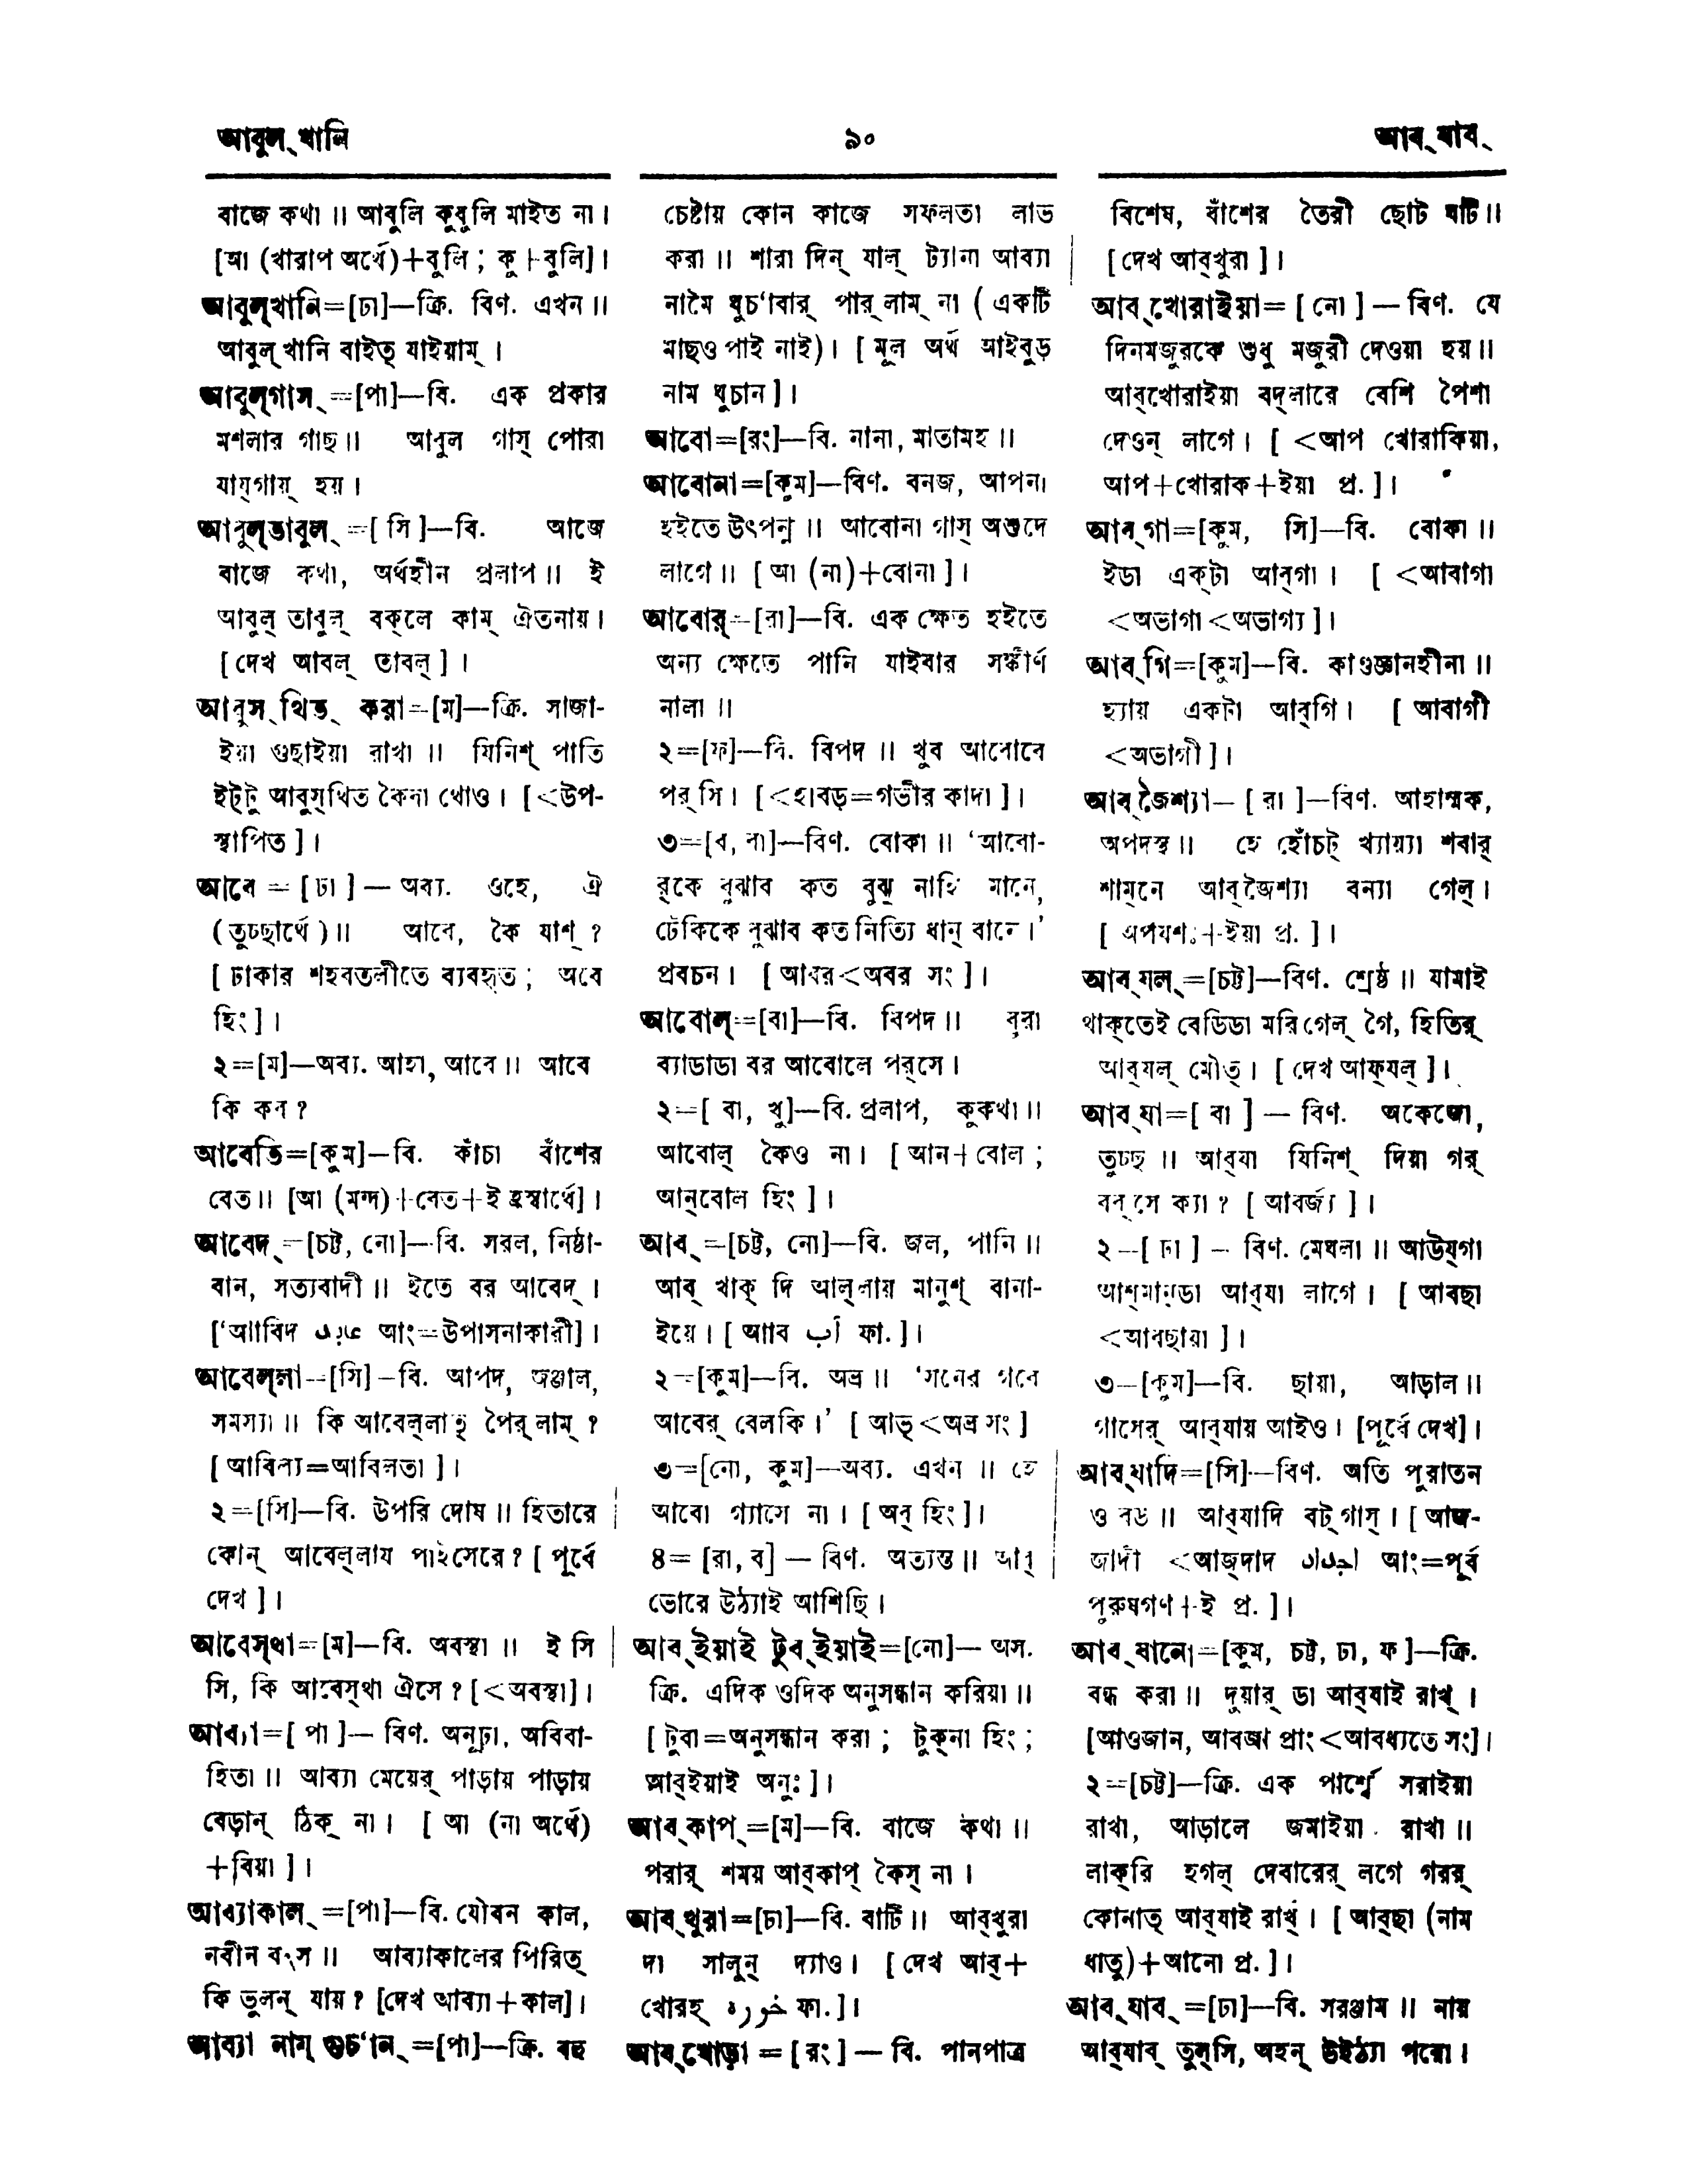 আবুল্ খানি
৯০
আব্ যাব্
বাজে কথা ॥ আবুলি কুবুলি মাইত না।
[আ (খারাপ অর্থে)+বুলি ; কু+বুলি]।
আবুল্খানি=[ঢা]—ক্রি. বিণ. এখন ॥
আবুল্ খানি বাইত্ যাইয়াম্ ।
আবুল্গাস্=[পা]—বি. এক প্রকার
মশলার গাছ॥ আবুল গাস্ পোরা
যায়্গায়্ হয়।
আবুল্তাবুল্=[ সি ]—বি. আজে
বাজে কথা, অর্থহীন প্রলাপ॥ ই
আবুল্ তাবুল্ বক্লে কাম্ ঐতনায়।
[ দেখ আবল্ তাবল্ ] ।
আবুস্ থিত্ করা=[ম]—ক্রি. সাজা-
ইয়া গুছাইয়া রাখা ॥ যিনিশ্ পাতি
ইট্টু আবুস্থিত কৈরা থোও। [<উপ-
স্থাপিত ]।
আবে = [ ঢা ] — অব্য. ওহে, ঐ
(তুচ্ছার্থে)॥ আবে, কৈ যাশ্ ?
[ ঢাকার শহরতলীতে ব্যবহৃত ; অবে
হিং]।
২=[ম]—অব্য. আহা, আবে॥ আবে
কি কব ?
আবেতি=[কুম]—বি. কাঁচা বাঁশের
বেত॥ [আ (মন্দ)+বেত+ই হ্রস্বার্থে]।
আবেদ্=[চট্ট, নো]—বি. সরল, নিষ্ঠা-
বান, সত্যবাদী ॥ ইতে বর আবেদ্ ।
['আাবিদ عابد আং=উপাসনাকারী]।
আবেল্লা=[সি]—বি. আপদ, জঞ্জাল,
সমস্যা॥ কি আবেল্লাত্ পৈর্ লাম্ ?
[ আবিল্য=আবিলতা ]।
২=[সি]—বি. উপরি দোষ॥ হিতারে
কোন্ আবেল্লায পাইসেরে? [ পূর্বে
দেখ ]।
আবেস্থা=[ম]—বি. অবস্থা ॥ ই সি
সি, কি আবেস্থা ঐসে ? [<অবস্থা]।
আব্যা=[ পা ]— বিণ. অনূঢ়া, অবিবা-
হিতা॥ আব্যা মেয়ের্ পাড়ায় পাড়ায়
বেড়ান্ ঠিক্ না। [ আ (না অর্থে)
+বিয়া ]।
আব্যাকাল্=[পা]—বি. যৌবন কাল,
নবীন বয়স॥ আব্যাকালের পিরিত্
কি ভুলন্ যায়? [দেখ আব্যা+কাল]।
আব্যা নাম্ গুচ'ান্=[পা]—ক্রি. বহু
চেষ্টায় কোন কাজে সফলতা লাভ
করা॥ শারা দিন্ যাল্ ট্যানা আব্যা
নামৈ ঘুচ'াবার্ পার্ লাম্ না ( একটি
মাছও পাই নাই)। [ মূল অর্থ আইবুড়
নাম ঘুচান ]।
আবো=[রং]—বি. নানা, মাতামহ ॥
আবোনা=[কুম]—বিণ. বনজ, আপনা
হইতে উৎপন্ন ॥ আবোনা গাস্ অশুদে
লাগে॥ [ আ (না)+বোনা ]।
আবোর্=[রা]—বি. এক ক্ষেত হইতে
অন্য ক্ষেতে পানি যাইবার সঙ্কীর্ণ
নালা ॥
২=[ফ]—বি. বিপদ ॥ খুব আবোরে
পর্ সি। [<হাবড়=গভীর কাদা ]।
৩=[ব, রা]—বিণ. বোকা॥ 'আবো-
র্কে বুঝাব কত বুঝ্ নাহি মানে,
ঢেঁকিকে বুঝাব কত নিত্যি ধান্ বানে।'
প্রবচন। [ আবর<অবর সং ]।
আবোল্=[বা]—বি. বিপদ॥ বুরা
ব্যাডাডা বর আবোলে পর্সে।
২=[ বা, খু]—বি. প্রলাপ, কুকথা॥
আবোল্ কৈও না। [ আন+বোল ;
আন্বোল হিং ]।
আব্=[চট্ট, নো]—বি. জল, পানি॥
আব্ খাক্ দি আল্লায় মানুশ্ বানা-
ইয়ে। [ আাব آب ফা. ]।
২=[কুম]—বি. অভ্র॥ 'মনের গবে
আবের্ বেলকি।' [ আভ্<অভ্র সং ]
৩=[নো, কুম]—অব্য. এখন ॥ হে
আবো গ্যাসে না। [ অব্ হিং ]।
৪= [রা, ব] — বিণ. অত্যন্ত॥ আব্
ভোরে উঠ্যাই আশিছি।
আব্ ইয়াই টুব্ ইয়াই=[নো]— অস.
ক্রি. এদিক ওদিক অনুসন্ধান করিয়া॥
[ টুবা=অনুসন্ধান করা ; টুক্না হিং ;
আব্ইয়াই অনুঃ ]।
আব্ কাপ্=[ম]—বি. বাজে কথা॥
পরার্ শময় আব্কাপ্ কৈস্ না।
আব্ খুরা=[ঢা]—বি. বাটি॥ আব্খুরা
দা সালুন্ দ্যাও। [ দেখ আব্+
খোরহ্ خوره ফা.]।
আব্ খোড়া = [ রং ] — বি. পানপাত্র
বিশেষ, বাঁশের তৈরী ছোট ঘটি॥
[ দেখ আব্খুরা ]।
আব্ খোরাইয়া= [ নো ] — বিণ. যে
দিনমজুরকে শুধু মজুরী দেওয়া হয়॥
আব্খোরাইয়া বদ্লারে বেশি পৈশা
দেওন্ লাগে। [ <আপ খোরাকিয়া,
আপ+খোরাক+ইয়া প্র. ]।
আব্ গা=[কুম, সি]—বি. বোকা॥
ইডা এক্টা আব্গা। [ <আবাগা
<অভাগা<অভাগ্য ]।
আব্ গি=[কুম]—বি. কাণ্ডজ্ঞানহীনা॥
হ্যায় একটা আব্গি। [ আবাগী
<অভাগী ]।
আব্ জৈশ্যা— [ রা ]—বিণ. আহাম্মক,
অপদস্থ॥ হে হোঁচট্ খ্যায়্যা শবার্
শাম্নে আব্জৈশ্যা বন্যা গেল্।
[ অপযশঃ+ইয়া প্র. ]।
আব্ যল্=[চট্ট]—বিণ. শ্রেষ্ঠ॥ যামাই
থাক্তেই বেডিডা মরি গেল্ গৈ, হিতির্
আব্যল্ মৌত্। [ দেখ আফ্যল্ ]।
আব্ যা=[ বা ] — বিণ. অকেজো,
তুচ্ছ ॥ আব্যা যিনিশ্ দিয়া গর্
বব্ সে ক্যা ? [ আবর্জ্য ]।
২ —[ ঢা ] — বিণ. মেঘলা॥ আউয্গা
আশ্মান্ডা আব্যা লাগে। [ আবছা
<আবছায়া ]।
৩—[কুম]—বি. ছায়া, আড়াল॥
গাসের্ আব্যায় আইও। [পূর্বে দেখ]।
আব্ যাদি=[সি]—বিণ. অতি পুরাতন
ও বড॥ আব্যাদি বট্ গাস্। [ আজ-
জাদী <আজ্দাদ اجداد আং=পূর্ব
পুরুষগণ+ই প্র. ]।
আব্ যানো=[কুম, চট্ট, ঢা, ফ ]—ক্রি.
বন্ধ করা॥ দুয়ার্ ডা আব্যাই রাখ্।
[আওজান, আবজা প্রাং<আবধ্যতে সং]।
২=[চট্ট]—ক্রি. এক পার্শ্বে সরাইয়া
রাখা, আড়ালে জমাইয়া রাখা॥
লাক্রি হগল্ দেবারের্ লগে গরর্
কোনাত্ আব্যাই রাখ্। [ আব্ছা (নাম
ধাতু)+আনো প্র. ]।
আব্ যাব্=[ঢা]—বি. সরঞ্জাম॥ নায়
আব্যাব্ তুল্সি, অহন্ উইঠ্যা পরো।